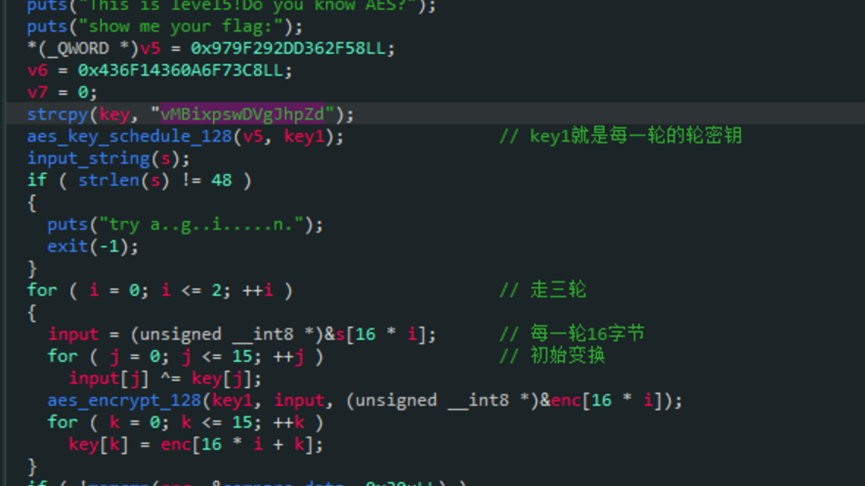 puts("This is level5!Do you know AES?");
puts("show me your flag:");
*(_QWORD *)v5 = 0x979F292DD362F58LL;
v6 = 0x436F14360A6F73C8LL;
v7 = 0;
strcpy(key, "vMBixpswDVgJhpZd");
aes_key_schedule_128(v5, key1); // key1就是每一轮的轮密钥
input_string(s);
if ( strlen(s) != 48 )
{
puts("try a..g..i.....n.");
exit(-1);
}
for ( i = 0; i <= 2; ++i ) // 走三轮
{
input = (unsigned __int8 *)&s[16 * i]; // 每一轮16字节
for ( j = 0; j <= 15; ++j ) // 初始变换
input[j] ^= key[j];
aes_encrypt_128(key1, input, (unsigned __int8 *)&enc[16 * i]);
for ( k = 0; k <= 15; ++k )
key[k] = enc[16 * i + k];
}